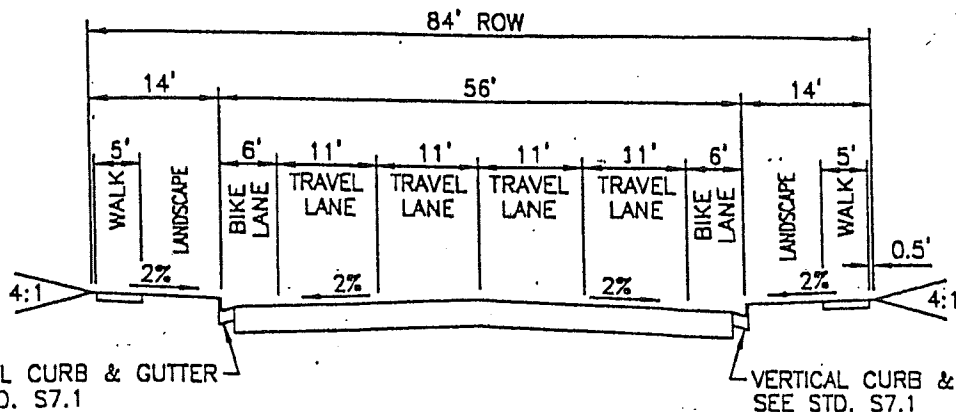 84' ROW
14' 56' 14'
5' 6' 11' 11' 11' 11' 6' 5'
WALK
LANDSCAPE
BIKE LANE
TRAVEL LANE
TRAVEL LANE
TRAVEL LANE
TRAVEL LANE
BIKE LANE
LANDSCAPE
WALK
0.5'
4:1 2% 2% 2% 2% 4:1
L CURB & GUTTER
D. S7.1
VERTICAL CURB &
SEE STD. S7.1